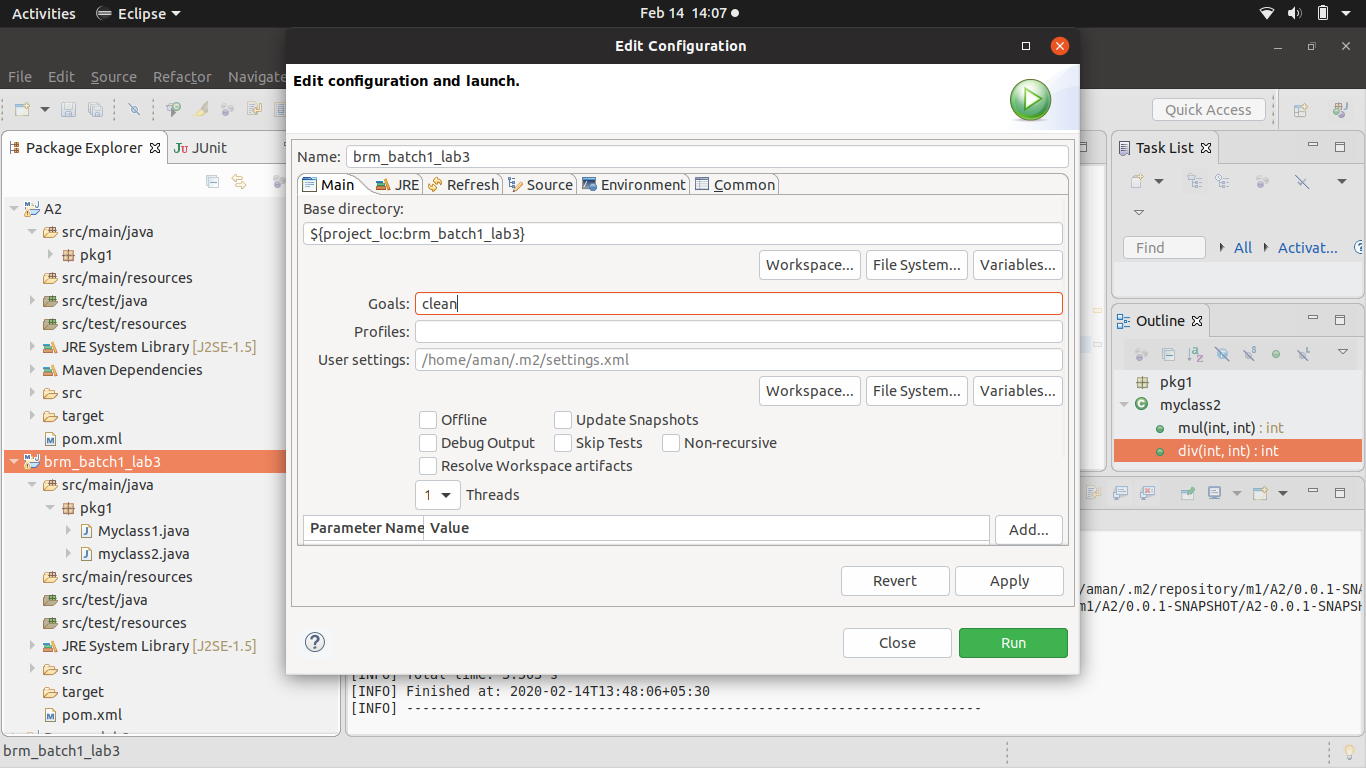 Activities Eclipse Feb 14 14:07
Edit Configuration
File Edit Source Refactor Navigate
Edit configuration and launch.
Quick Access
Package Explorer JUnit
Name: brm_batch1_lab3
Main JRE Refresh Source Environment Common
Base directory:
${project_loc:brm_batch1_lab3}
Workspace... File System... Variables...
Goals: clean
Profiles:
User settings: /home/aman/.m2/settings.xml
Workspace... File System... Variables...
Offline Update Snapshots
Debug Output Skip Tests Non-recursive
Resolve Workspace artifacts
1 Threads
Parameter Name Value
Add...
Revert Apply
Close Run
A2
src/main/java
pkg1
src/main/resources
src/test/java
src/test/resources
JRE System Library [J2SE-1.5]
Maven Dependencies
src
target
pom.xml
brm_batch1_lab3
src/main/java
pkg1
Myclass1.java
myclass2.java
src/main/resources
src/test/java
src/test/resources
JRE System Library [J2SE-1.5]
src
target
pom.xml
Task List
Find All Activat...
Outline
pkg1
myclass2
mul(int, int) : int
div(int, int) : int
/aman/.m2/repository/m1/A2/0.0.1-SNA
m1/A2/0.0.1-SNAPSHOT/A2-0.0.1-SNAPSH
[INFO] Total time:
[INFO] Finished at: 2020-02-14T13:48:06+05:30
[INFO] ------------------------------------------------------------------------
brm_batch1_lab3